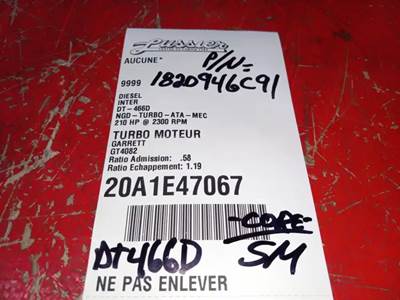 AUCUNE*
P/N=
9999
1820946C91
DIESEL
INTER
DT-466D
NGD-TURBO-ATA-MEC
210 HP @ 2300 RPM
TURBO MOTEUR
GARRETT
GT4082
Ratio Admission: .58
Ratio Echappement: 1.19
20A1E47067
-CORE-
DT466D
SM
NE PAS ENLEVER